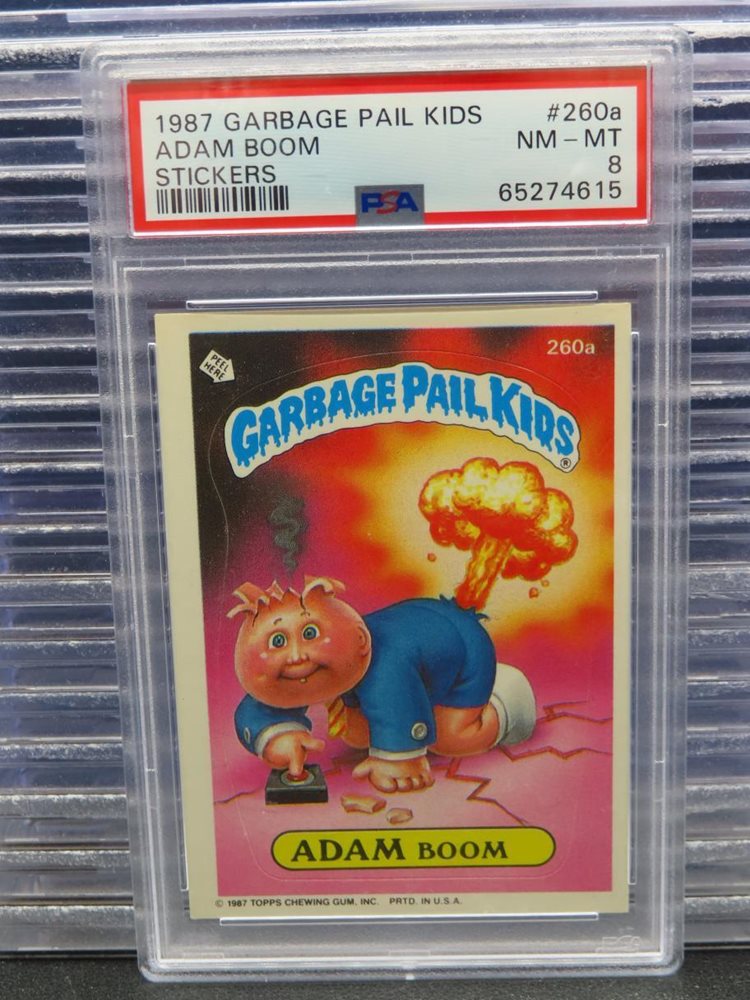 1987 GARBAGE PAIL KIDS #260a
ADAM BOOM NM - MT
STICKERS 8
PSA 65274615
PEEL
HERE
260a
GARBAGE PAIL KIDS
®
ADAM BOOM
© 1987 TOPPS CHEWING GUM, INC. PRTD. IN U.S.A.
PSA